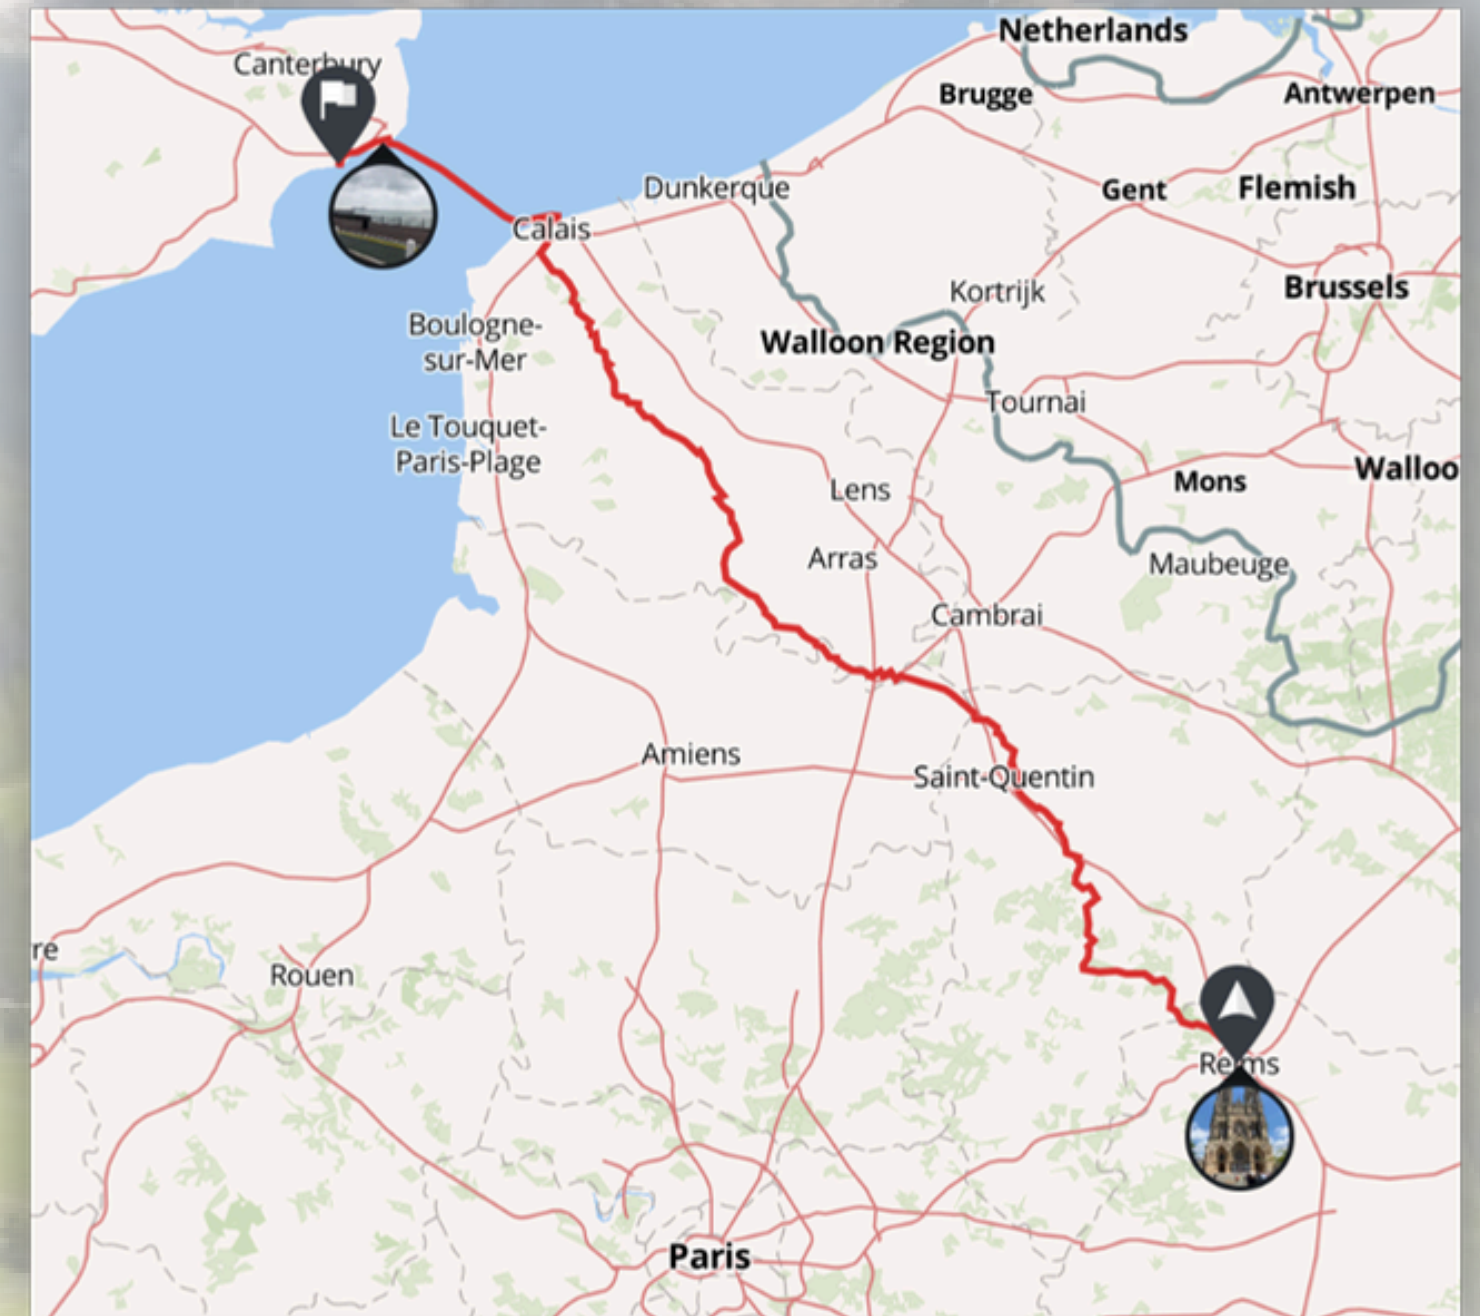 Netherlands
Canterbury
Brugge
Antwerpen
Dunkerque
Gent
Flemish
Calais
Kortrijk
Brussels
Boulogne-
sur-Mer
Walloon Region
Tournai
Le Touquet-
Paris-Plage
Walloo
Mons
Lens
Arras
Maubeuge
Cambrai
Amiens
Saint-Quentin
re
Rouen
Reims
Paris